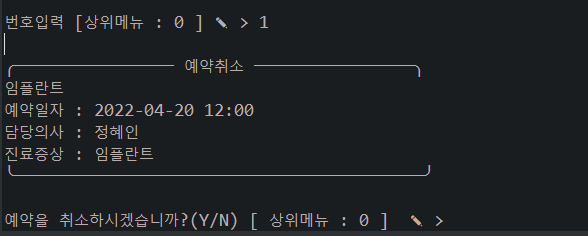 번호입력 [상위메뉴 : 0 ] ✎ > 1
╭────────────── 예약취소 ──────────────╮
임플란트
예약일자 : 2022-04-20 12:00
담당의사 : 정혜인
진료증상 : 임플란트
╰──────────────────────────────────────╯
예약을 취소하시겠습니까?(Y/N) [ 상위메뉴 : 0 ] ✎ >